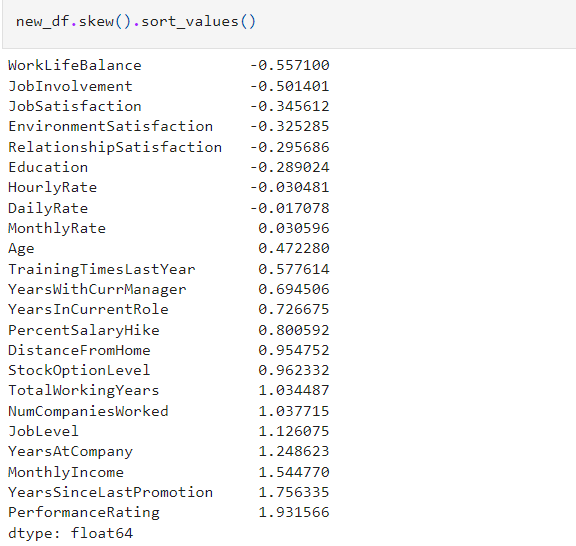 new_df.skew().sort_values()
WorkLifeBalance -0.557100
JobInvolvement -0.501401
JobSatisfaction -0.345612
EnvironmentSatisfaction -0.325285
RelationshipSatisfaction -0.295686
Education -0.289024
HourlyRate -0.030481
DailyRate -0.017078
MonthlyRate 0.030596
Age 0.472280
TrainingTimesLastYear 0.577614
YearsWithCurrManager 0.694506
YearsInCurrentRole 0.726675
PercentSalaryHike 0.800592
DistanceFromHome 0.954752
StockOptionLevel 0.962332
TotalWorkingYears 1.034487
NumCompaniesWorked 1.037715
JobLevel 1.126075
YearsAtCompany 1.248623
MonthlyIncome 1.544770
YearsSinceLastPromotion 1.756335
PerformanceRating 1.931566
dtype: float64